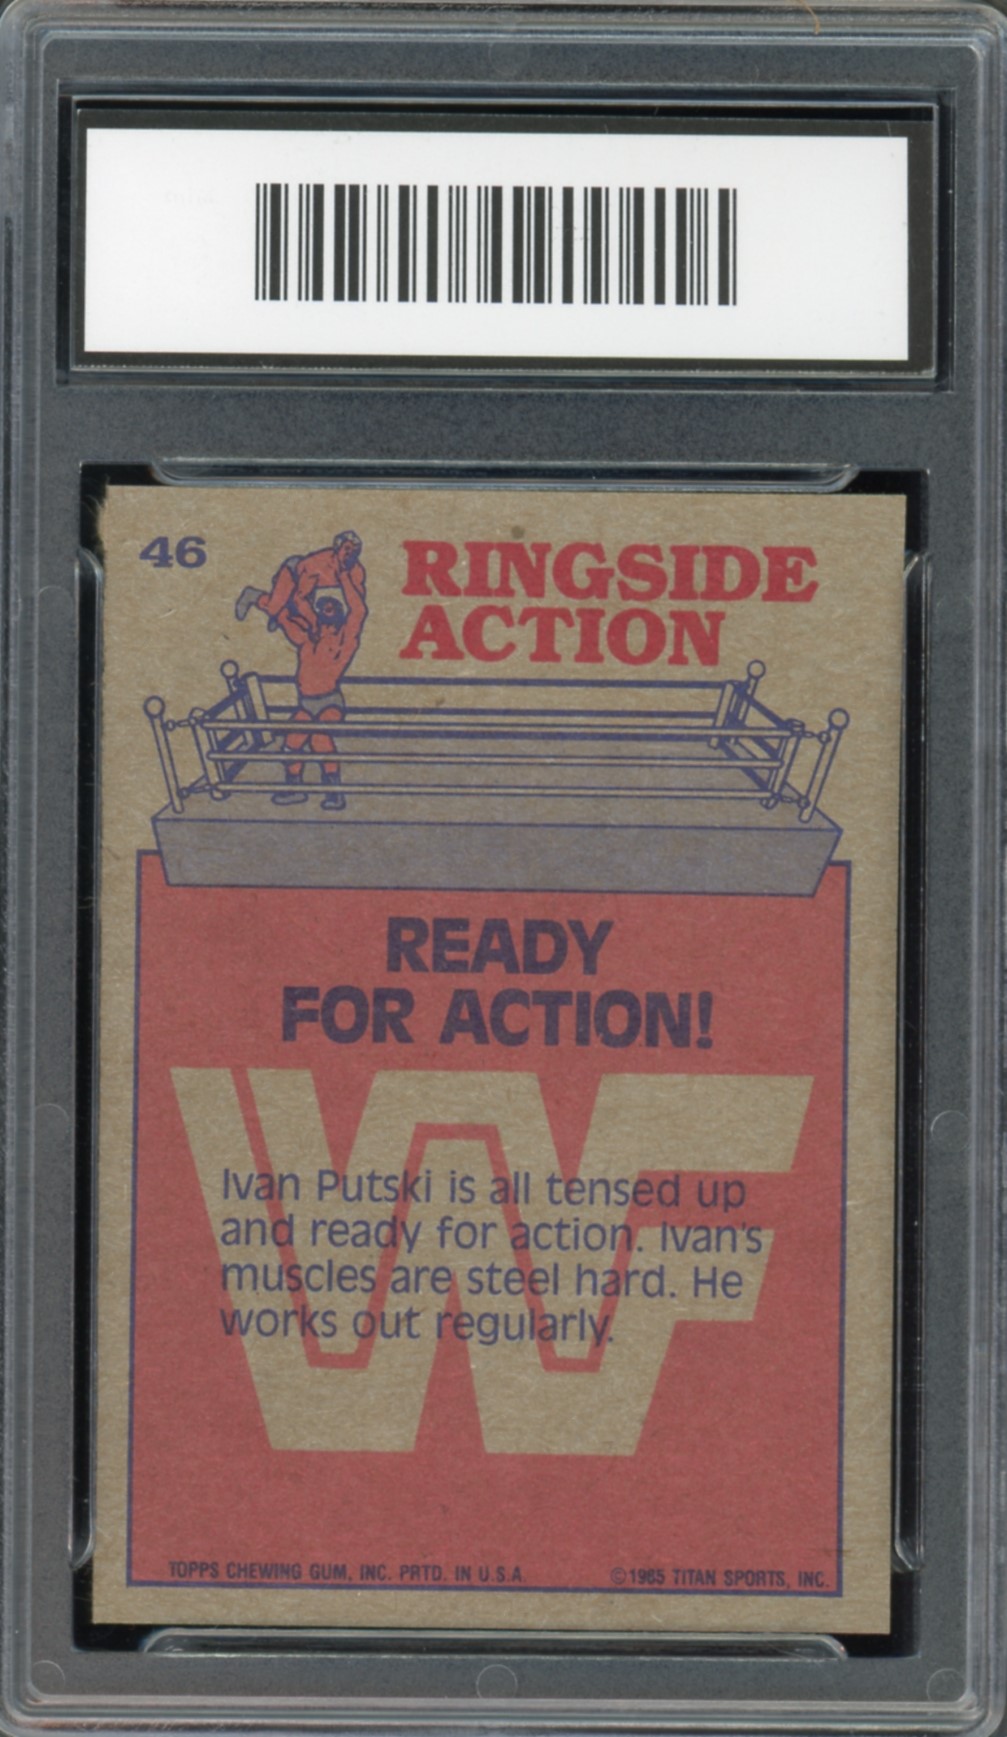 46
RINGSIDE
ACTION
READY
FOR ACTION!
WF
Ivan Putski is all tensed up
and ready for action. Ivan's
muscles are steel hard. He
works out regularly.
TOPPS CHEWING GUM, INC. PRTD. IN U.S.A. ©1985 TITAN SPORTS, INC.